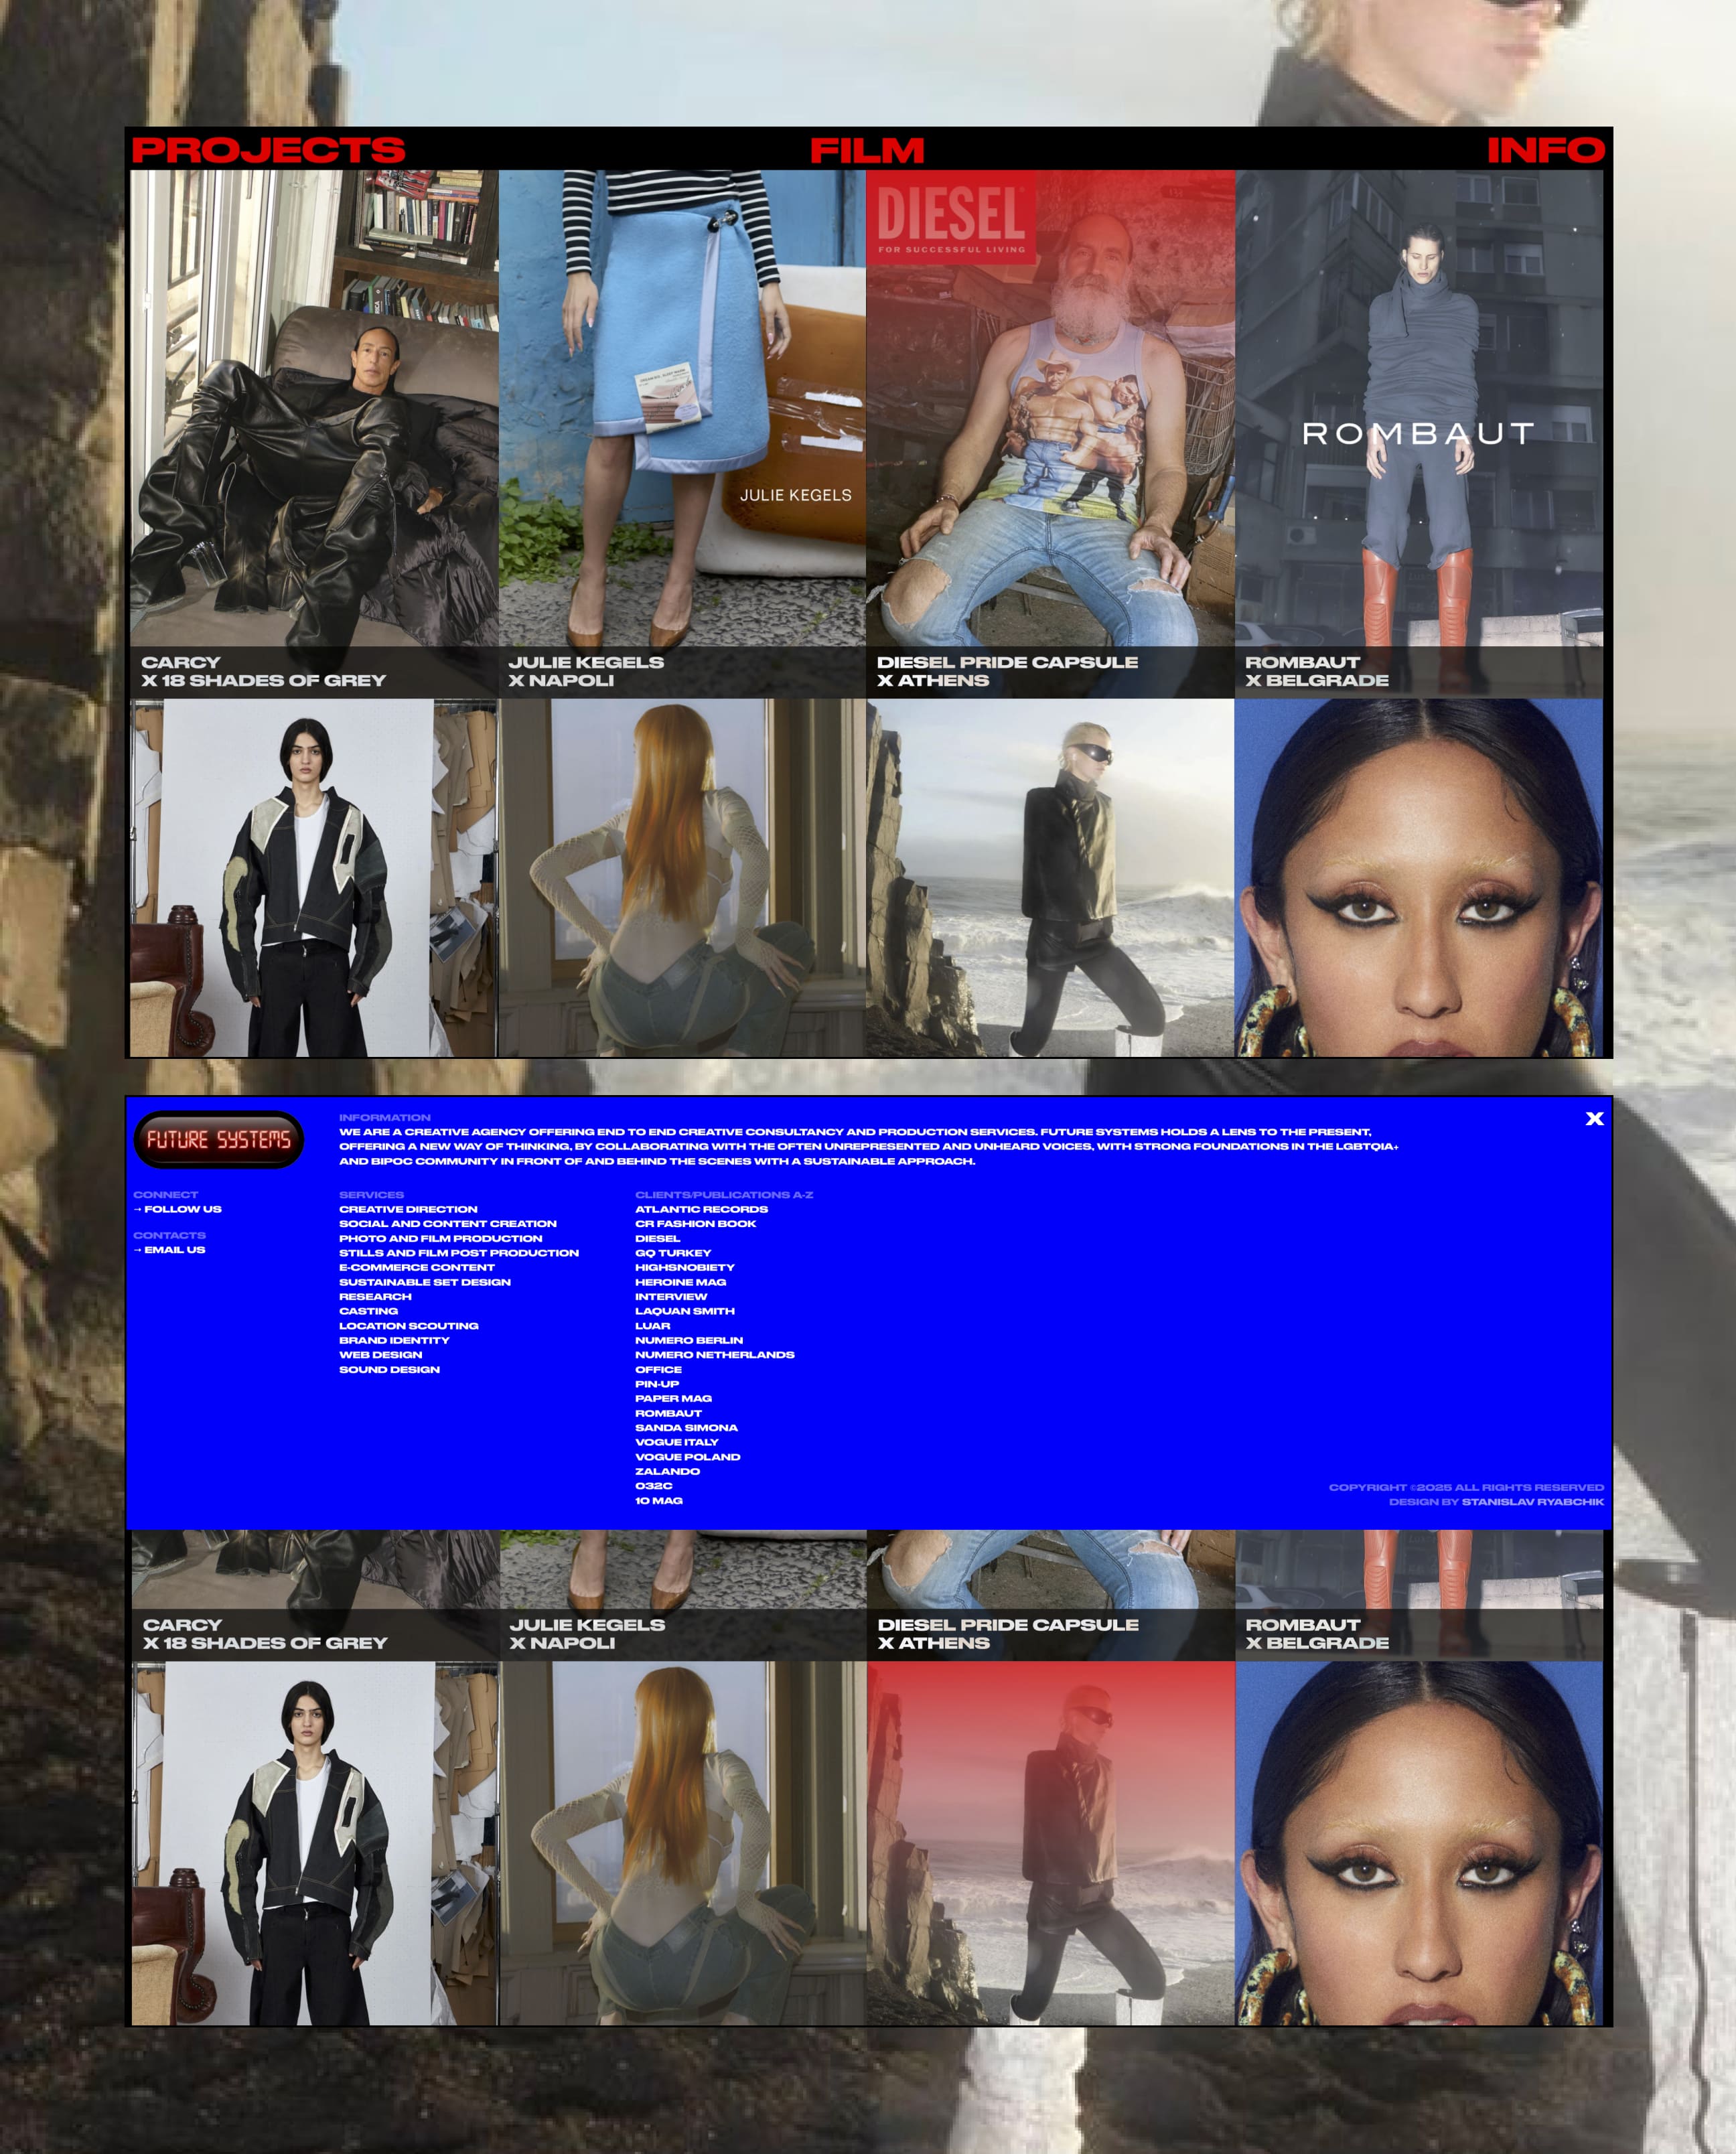 PROJECTS
FILM
INFO
DIESEL
FOR SUCCESSFUL LIVING
JULIE KEGELS
ROMBAUT
CARCY
X 18 SHADES OF GREY
JULIE KEGELS
X NAPOLI
DIESEL PRIDE CAPSULE
X ATHENS
ROMBAUT
X BELGRADE
FUTURE SYSTEMS
INFORMATION
WE ARE A CREATIVE AGENCY OFFERING END TO END CREATIVE CONSULTANCY AND PRODUCTION SERVICES. FUTURE SYSTEMS HOLDS A LENS TO THE PRESENT,
OFFERING A NEW WAY OF THINKING, BY COLLABORATING WITH THE OFTEN UNREPRESENTED AND UNHEARD VOICES, WITH STRONG FOUNDATIONS IN THE LGBTQIA+
AND BIPOC COMMUNITY IN FRONT OF AND BEHIND THE SCENES WITH A SUSTAINABLE APPROACH.
X
CONNECT
→ FOLLOW US
CONTACTS
→ EMAIL US
SERVICES
CREATIVE DIRECTION
SOCIAL AND CONTENT CREATION
PHOTO AND FILM PRODUCTION
STILLS AND FILM POST PRODUCTION
E-COMMERCE CONTENT
SUSTAINABLE SET DESIGN
RESEARCH
CASTING
LOCATION SCOUTING
BRAND IDENTITY
WEB DESIGN
SOUND DESIGN
CLIENTS/PUBLICATIONS A-Z
ATLANTIC RECORDS
CR FASHION BOOK
DIESEL
GQ TURKEY
HIGHSNOBIETY
HEROINE MAG
INTERVIEW
LAQUAN SMITH
LUAR
NUMERO BERLIN
NUMERO NETHERLANDS
OFFICE
PIN-UP
PAPER MAG
ROMBAUT
SANDA SIMONA
VOGUE ITALY
VOGUE POLAND
ZALANDO
032C
10 MAG
COPYRIGHT ©2025 ALL RIGHTS RESERVED
DESIGN BY STANISLAV RYABCHIK
CARCY
X 18 SHADES OF GREY
JULIE KEGELS
X NAPOLI
DIESEL PRIDE CAPSULE
X ATHENS
ROMBAUT
X BELGRADE